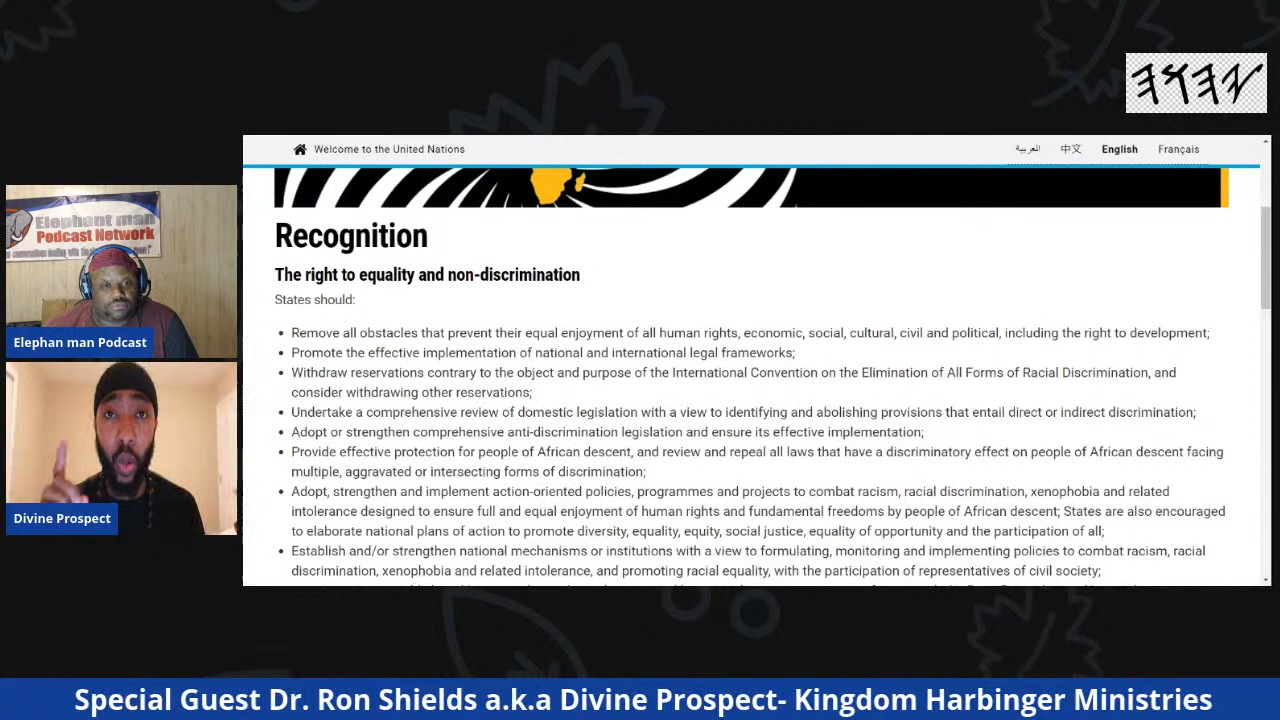 𐤉𐤄𐤅𐤄
Welcome to the United Nations
العربية 中文 English Français
Recognition
The right to equality and non-discrimination
States should:
• Remove all obstacles that prevent their equal enjoyment of all human rights, economic, social, cultural, civil and political, including the right to development;
• Promote the effective implementation of national and international legal frameworks;
• Withdraw reservations contrary to the object and purpose of the International Convention on the Elimination of All Forms of Racial Discrimination, and
consider withdrawing other reservations;
• Undertake a comprehensive review of domestic legislation with a view to identifying and abolishing provisions that entail direct or indirect discrimination;
• Adopt or strengthen comprehensive anti-discrimination legislation and ensure its effective implementation;
• Provide effective protection for people of African descent, and review and repeal all laws that have a discriminatory effect on people of African descent facing
multiple, aggravated or intersecting forms of discrimination;
• Adopt, strengthen and implement action-oriented policies, programmes and projects to combat racism, racial discrimination, xenophobia and related
intolerance designed to ensure full and equal enjoyment of human rights and fundamental freedoms by people of African descent; States are also encouraged
to elaborate national plans of action to promote diversity, equality, equity, social justice, equality of opportunity and the participation of all;
• Establish and/or strengthen national mechanisms or institutions with a view to formulating, monitoring and implementing policies to combat racism, racial
discrimination, xenophobia and related intolerance, and promoting racial equality, with the participation of representatives of civil society;
Elephant man
Podcast Network
Elephan man Podcast
Divine Prospect
Special Guest Dr. Ron Shields a.k.a Divine Prospect- Kingdom Harbinger Ministries